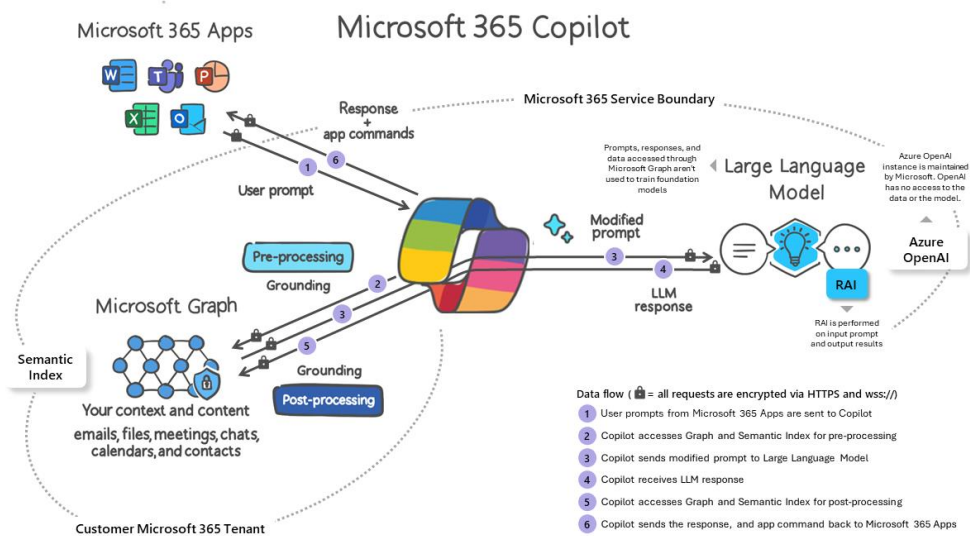 Microsoft 365 Copilot
Microsoft 365 Apps
W
T
P
X
O
Response
+
app commands
6
1
User prompt
Microsoft 365 Service Boundary
Prompts, responses, and
data accessed through
Microsoft Graph aren't
used to train foundation
models
Large Language
Model
Azure OpenAI
instance is maintained
by Microsoft. OpenAI
has no access to the
data or the model.
Azure
OpenAI
Modified
prompt
3
4
LLM
response
RAI
RAI is performed
on input prompt
and output results
Pre-processing
Grounding
2
3
5
Grounding
Post-processing
Microsoft Graph
Semantic
Index
Your context and content
emails, files, meetings, chats,
calendars, and contacts
Customer Microsoft 365 Tenant
Data flow ( = all requests are encrypted via HTTPS and wss://)
1 User prompts from Microsoft 365 Apps are sent to Copilot
2 Copilot accesses Graph and Semantic Index for pre-processing
3 Copilot sends modified prompt to Large Language Model
4 Copilot receives LLM response
5 Copilot accesses Graph and Semantic Index for post-processing
6 Copilot sends the response, and app command back to Microsoft 365 Apps